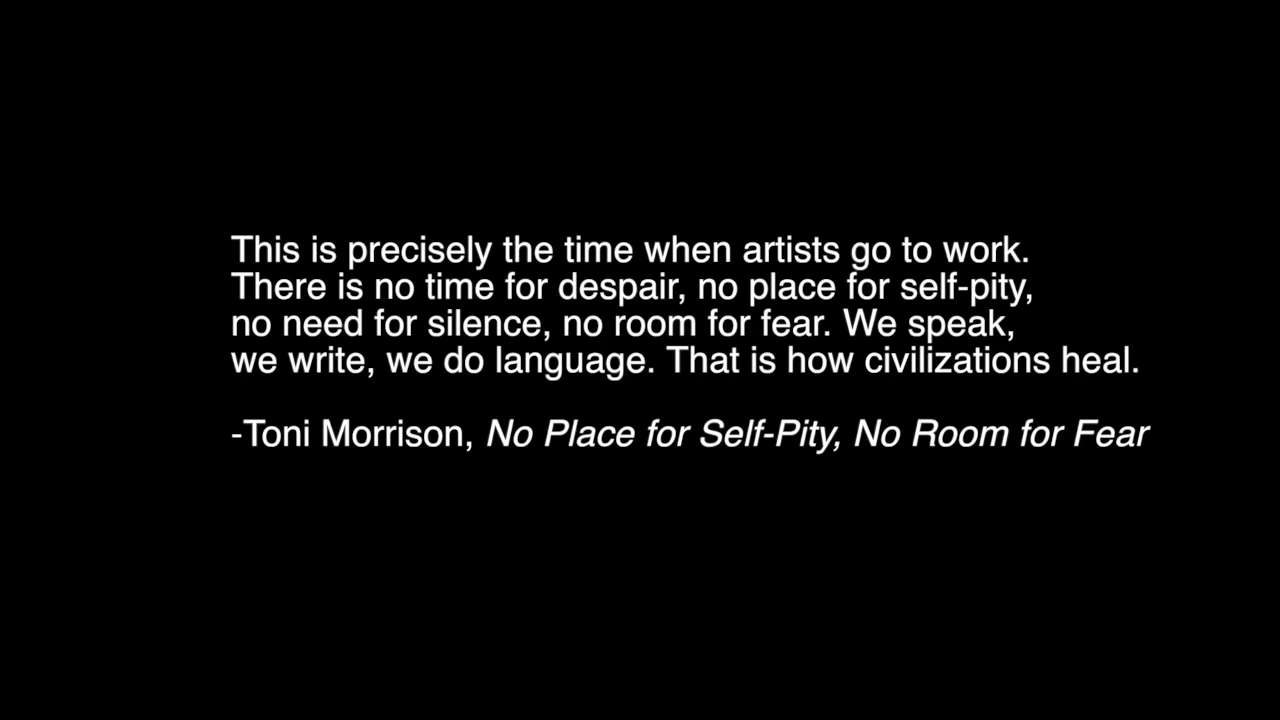 This is precisely the time when artists go to work.
There is no time for despair, no place for self-pity,
no need for silence, no room for fear. We speak,
we write, we do language. That is how civilizations heal.
-Toni Morrison, No Place for Self-Pity, No Room for Fear